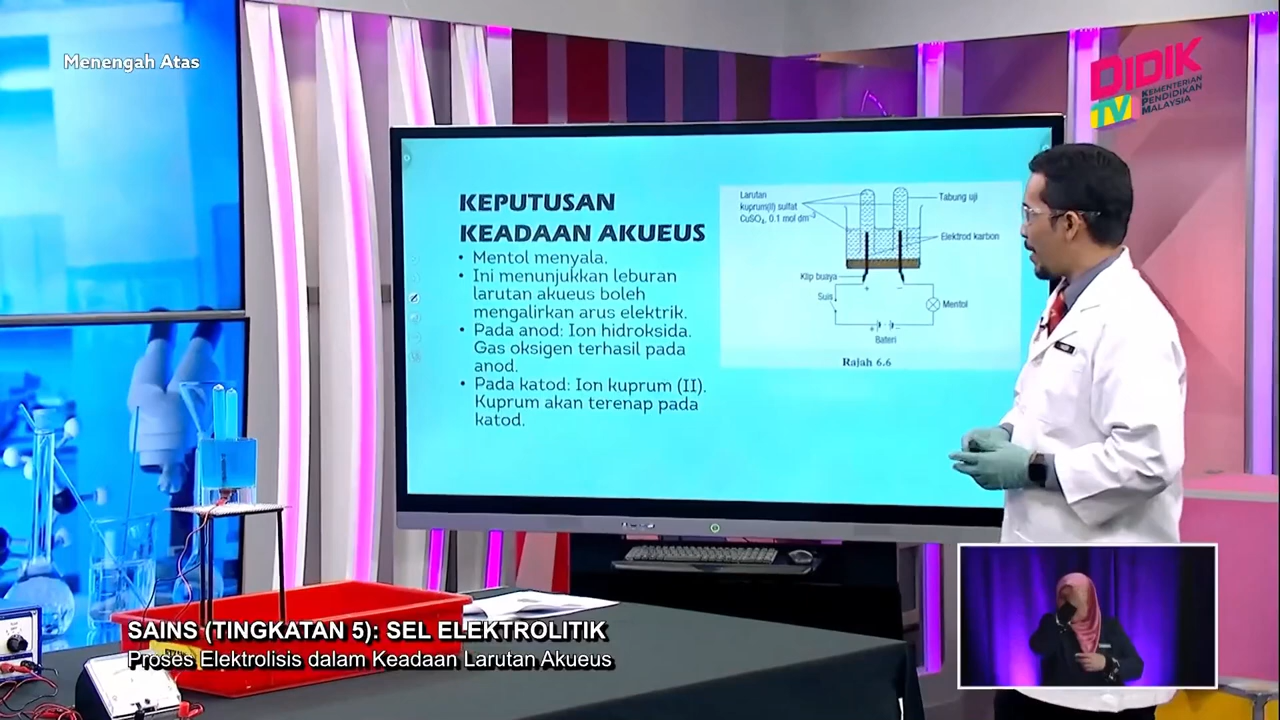 Menengah Atas
DIDIK
TV
KEMENTERIAN
PENDIDIKAN
MALAYSIA
KEPUTUSAN
KEADAAN AKUEUS
• Mentol menyala.
• Ini menunjukkan leburan
larutan akueus boleh
mengalirkan arus elektrik.
• Pada anod: Ion hidroksida.
Gas oksigen terhasil pada
anod.
• Pada katod: Ion kuprum (II).
Kuprum akan terenap pada
katod.
Larutan
kuprum(II) sulfat
CuSO₄, 0.1 mol dm⁻³
Tabung uji
Elektrod karbon
Klip buaya
+ −
Suis
Mentol
+ −
Bateri
Rajah 6.6
SAINS (TINGKATAN 5): SEL ELEKTROLITIK
Proses Elektrolisis dalam Keadaan Larutan Akueus